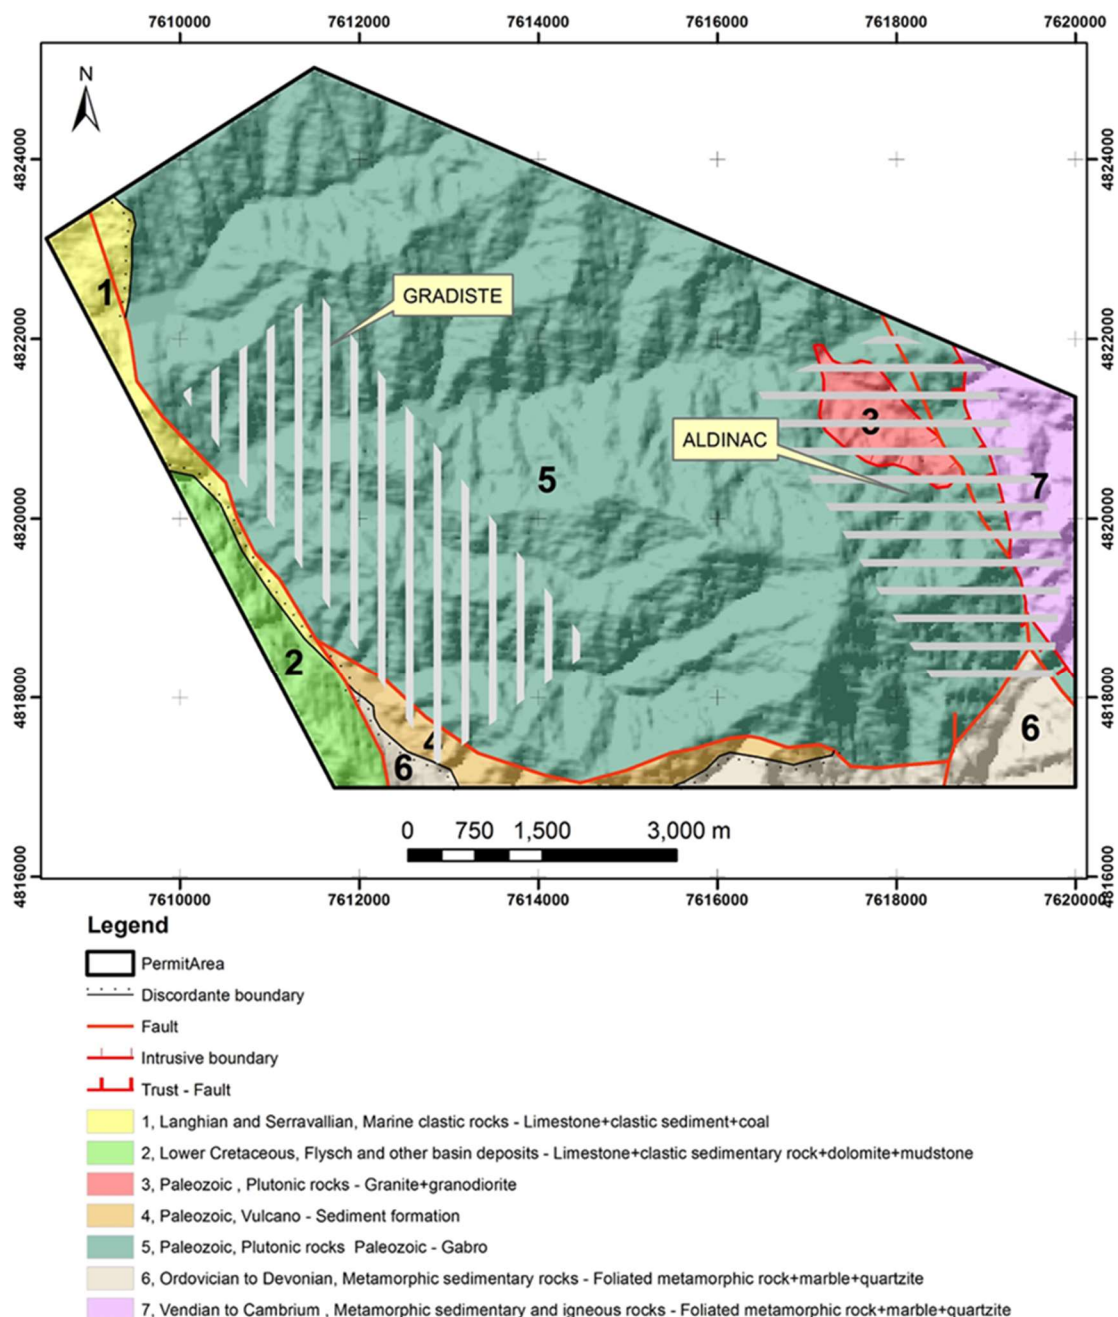 7610000 7612000 7614000 7616000 7618000 7620000
N
4824000 4824000
1
GRADISTE
4822000 4822000
3
ALDINAC
5
7
4820000 4820000
2
4818000 4818000
4
6
6
0 750 1,500 3,000 m
4816000 4816000
7610000 7612000 7614000 7616000 7618000 7620000
Legend
PermitArea
Discordante boundary
Fault
Intrusive boundary
Trust - Fault
1, Langhian and Serravallian, Marine clastic rocks - Limestone+clastic sediment+coal
2, Lower Cretaceous, Flysch and other basin deposits - Limestone+clastic sedimentary rock+dolomite+mudstone
3, Paleozoic , Plutonic rocks - Granite+granodiorite
4, Paleozoic, Vulcano - Sediment formation
5, Paleozoic, Plutonic rocks Paleozoic - Gabro
6, Ordovician to Devonian, Metamorphic sedimentary rocks - Foliated metamorphic rock+marble+quartzite
7, Vendian to Cambrium , Metamorphic sedimentary and igneous rocks - Foliated metamorphic rock+marble+quartzite